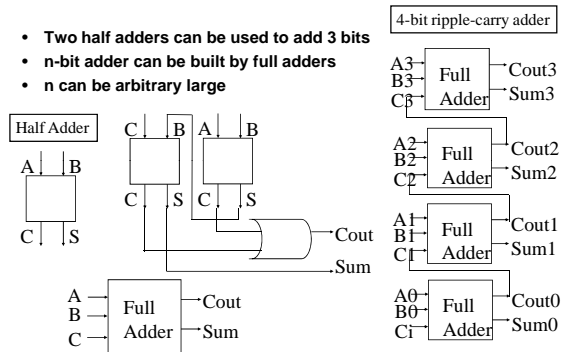 4-bit ripple-carry adder
• Two half adders can be used to add 3 bits
• n-bit adder can be built by full adders
• n can be arbitrary large
Half Adder
A B
C S
C B A B
C S C S
Cout
Sum
A
B
C
Full
Adder
Cout
Sum
A3
B3
C3
Full
Adder
Cout3
Sum3
A2
B2
C2
Full
Adder
Cout2
Sum2
A1
B1
C1
Full
Adder
Cout1
Sum1
A0
B0
Ci
Full
Adder
Cout0
Sum0